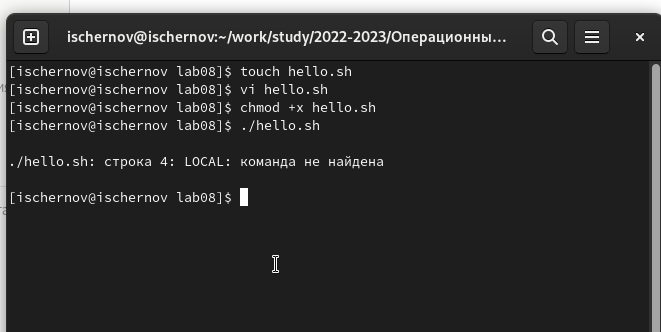 ischernov@ischernov:~/work/study/2022-2023/Операционны...
[ischernov@ischernov lab08]$ touch hello.sh
[ischernov@ischernov lab08]$ vi hello.sh
[ischernov@ischernov lab08]$ chmod +x hello.sh
[ischernov@ischernov lab08]$ ./hello.sh
./hello.sh: строка 4: LOCAL: команда не найдена
[ischernov@ischernov lab08]$